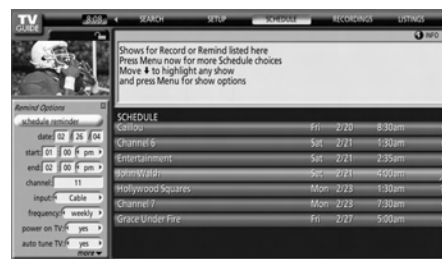 TV GUIDE
8:08
SEARCH SETUP SCHEDULE RECORDINGS LISTINGS
INFO
Shows for Record or Remind listed here
Press Menu now for more Schedule choices
Move to highlight any show
and press Menu for show options
Remind Options
schedule reminder
date: 02 / 26 / 04
start: 01 : 00 pm
end: 02 : 00 pm
channel: 11
input: Cable
frequency: weekly
power on TV: yes
auto tune TV: yes
more
SCHEDULE
Caillou Fri 2/20 8:30am
Channel 6 Sat 2/21 1:30am
Entertainment Sat 2/21 2:35am
John Walsh Sat 2/21 4:00am
Hollywood Squares Mon 2/23 1:30am
Channel 7 Mon 2/23 7:30am
Grace Under Fire Fri 2/27 5:00am